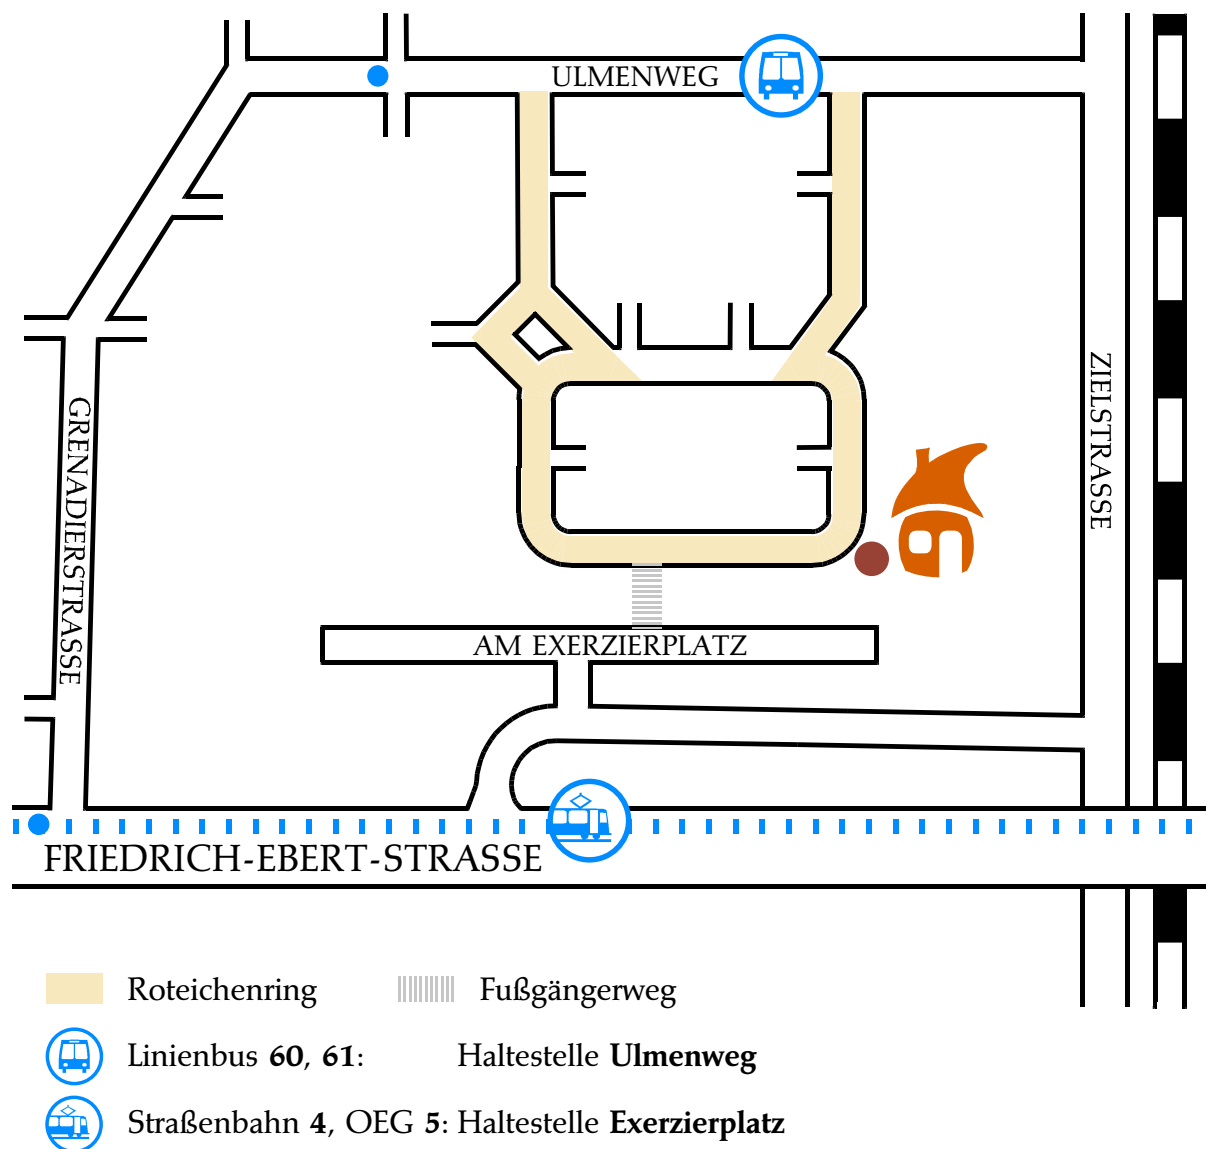 ULMENWEG
ZIELSTRASSE
GRENADIERSTRASSE
AM EXERZIERPLATZ
FRIEDRICH-EBERT-STRASSE
Roteichenring Fußgängerweg
Linienbus 60, 61: Haltestelle Ulmenweg
Straßenbahn 4, OEG 5: Haltestelle Exerzierplatz